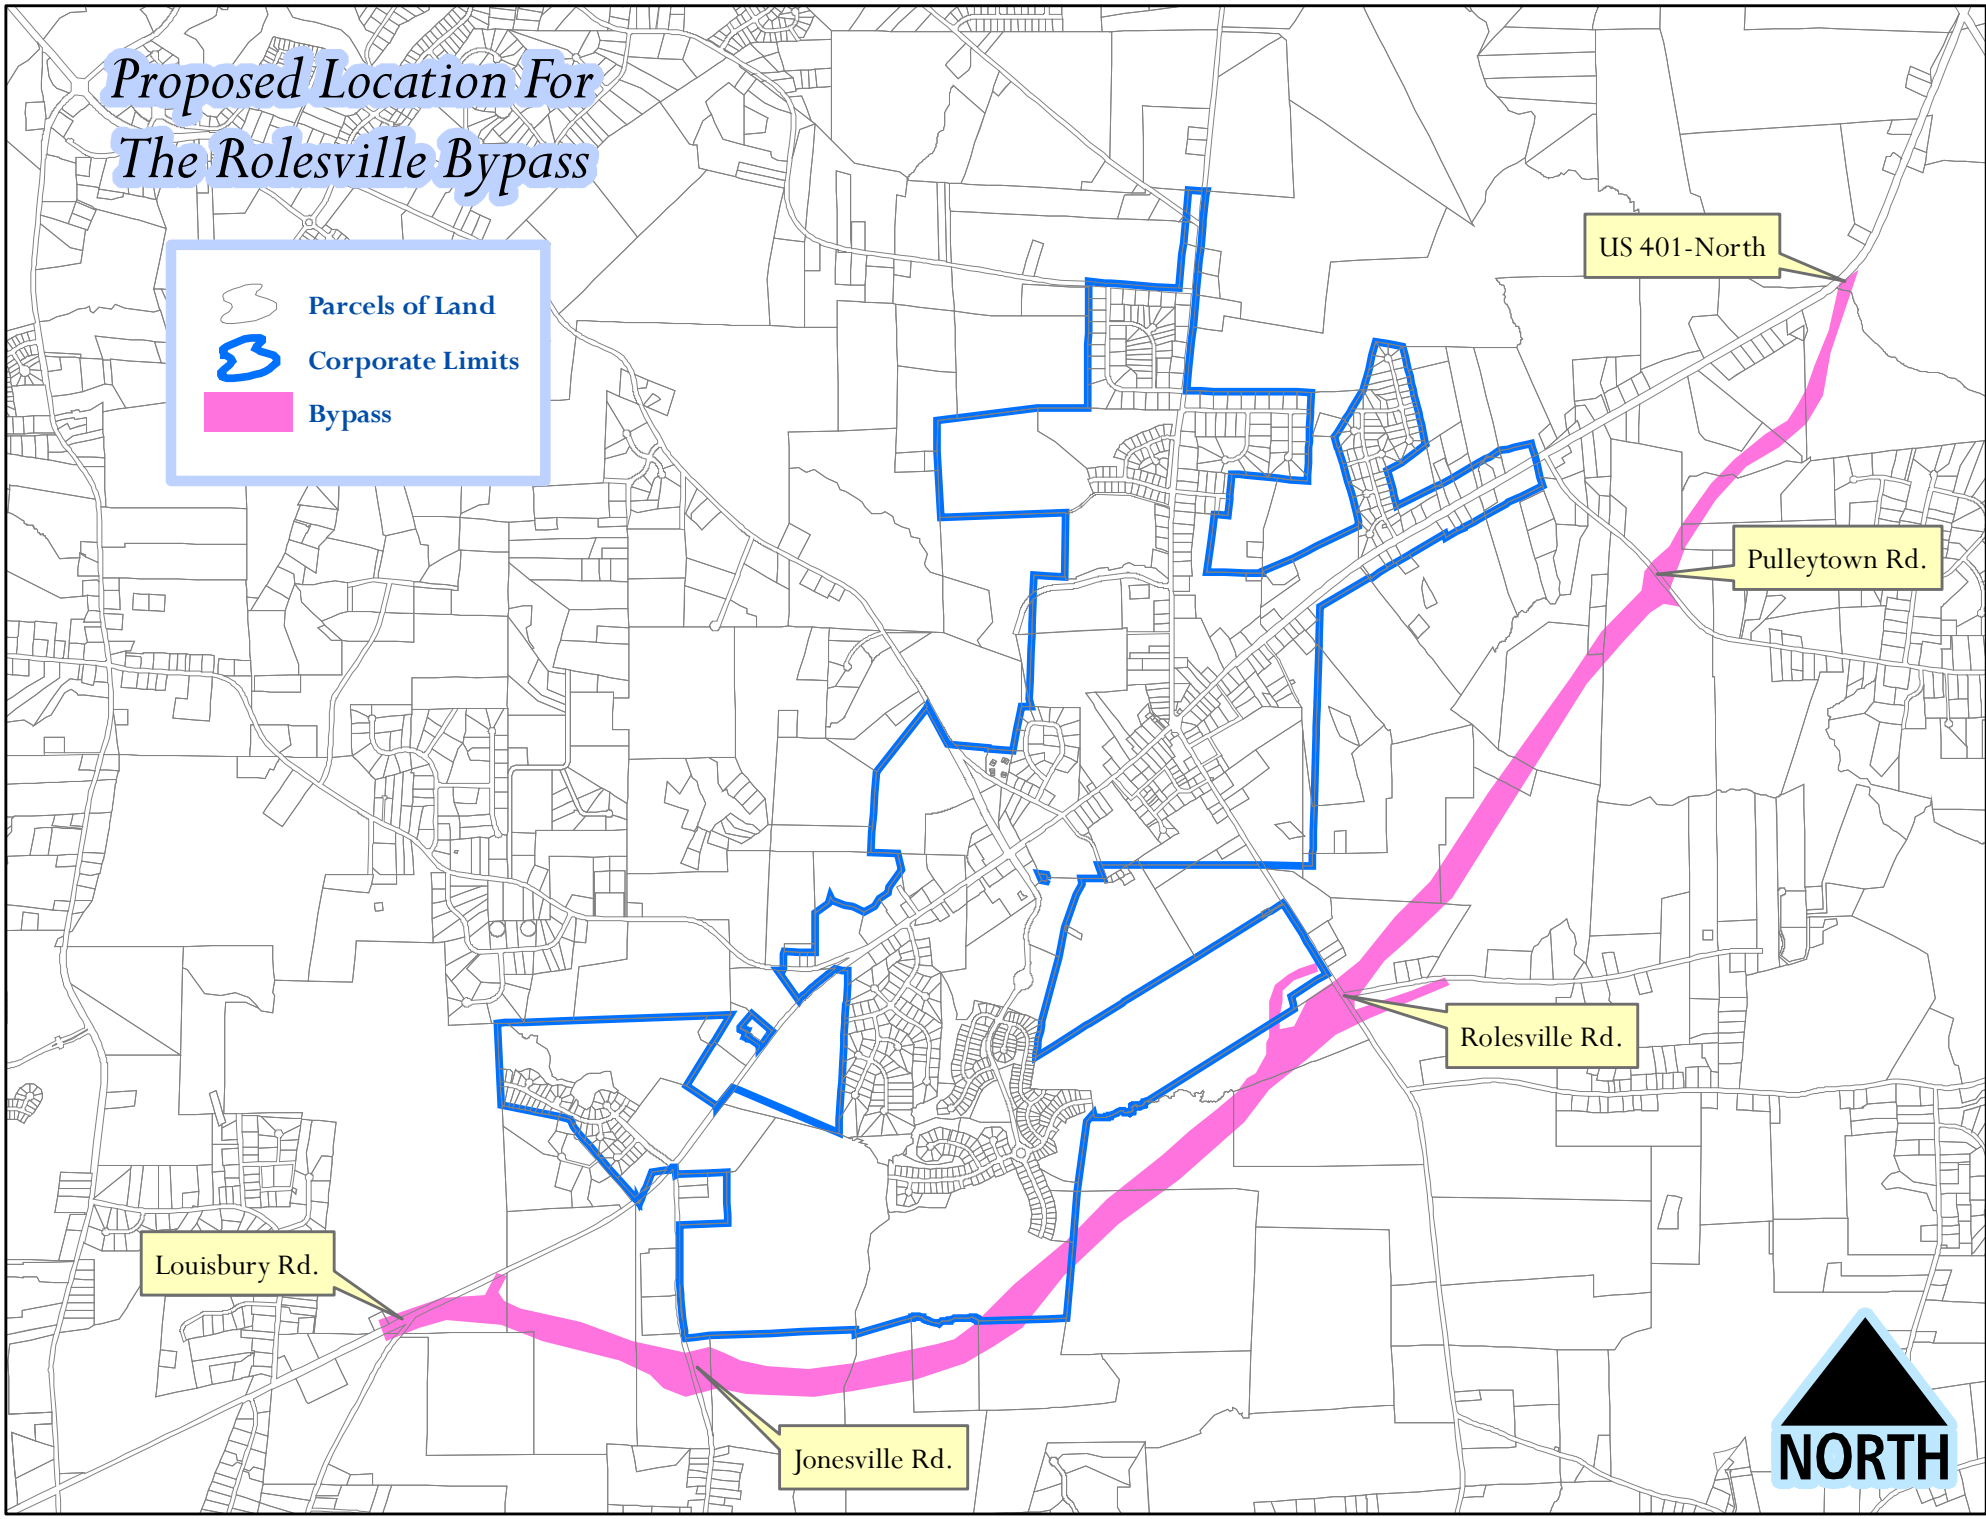 Proposed Location For
The Rolesville Bypass
Parcels of Land
Corporate Limits
Bypass
US 401-North
Pulleytown Rd.
Rolesville Rd.
Louisbury Rd.
Jonesville Rd.
NORTH